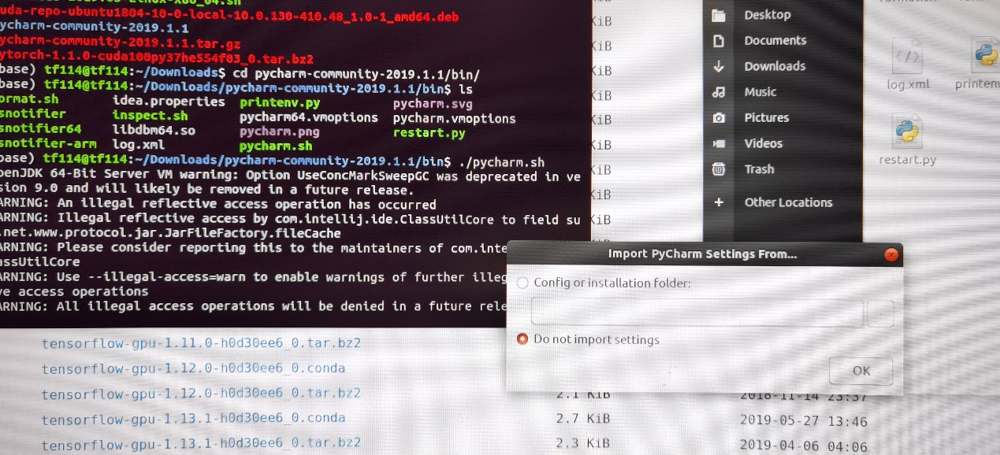 uda-repo-ubuntu1804-10-0-local-10.0.130-410.48_1.0-1_amd64.deb
ycharm-community-2019.1.1
ycharm-community-2019.1.1.tar.gz
ytorch-1.1.0-cuda100py37he554f03_0.tar.bz2
base) tf114@tf114:~/Downloads$ cd pycharm-community-2019.1.1/bin/
base) tf114@tf114:~/Downloads/pycharm-community-2019.1.1/bin$ ls
ormat.sh idea.properties printenv.py pycharm.svg
snotifier inspect.sh pycharm64.vmoptions pycharm.vmoptions
snotifier64 libdbm64.so pycharm.png restart.py
snotifier-arm log.xml pycharm.sh
base) tf114@tf114:~/Downloads/pycharm-community-2019.1.1/bin$ ./pycharm.sh
penJDK 64-Bit Server VM warning: Option UseConcMarkSweepGC was deprecated in ve
sion 9.0 and will likely be removed in a future release.
ARNING: An illegal reflective access operation has occurred
ARNING: Illegal reflective access by com.intellij.ide.ClassUtilCore to field su
.net.www.protocol.jar.JarFileFactory.fileCache
ARNING: Please consider reporting this to the maintainers of com.inte
assUtilCore
ARNING: Use --illegal-access=warn to enable warnings of further illeg
ve access operations
ARNING: All illegal access operations will be denied in a future rele
KiB
KiB
KiB
KiB
KiB
KiB
KiB
KiB
Desktop
Documents
Downloads
Music
Pictures
Videos
Trash
Other Locations
log.xml
printenv
restart.py
Import PyCharm Settings From...
Config or installation folder:
Do not import settings
OK
tensorflow-gpu-1.11.0-h0d30ee6_0.tar.bz2
tensorflow-gpu-1.12.0-h0d30ee6_0.conda
tensorflow-gpu-1.12.0-h0d30ee6_0.tar.bz2 2.1 KiB 2018-11-14 23:37
tensorflow-gpu-1.13.1-h0d30ee6_0.conda 2.7 KiB 2019-05-27 13:46
tensorflow-gpu-1.13.1-h0d30ee6_0.tar.bz2 2.3 KiB 2019-04-06 04:06